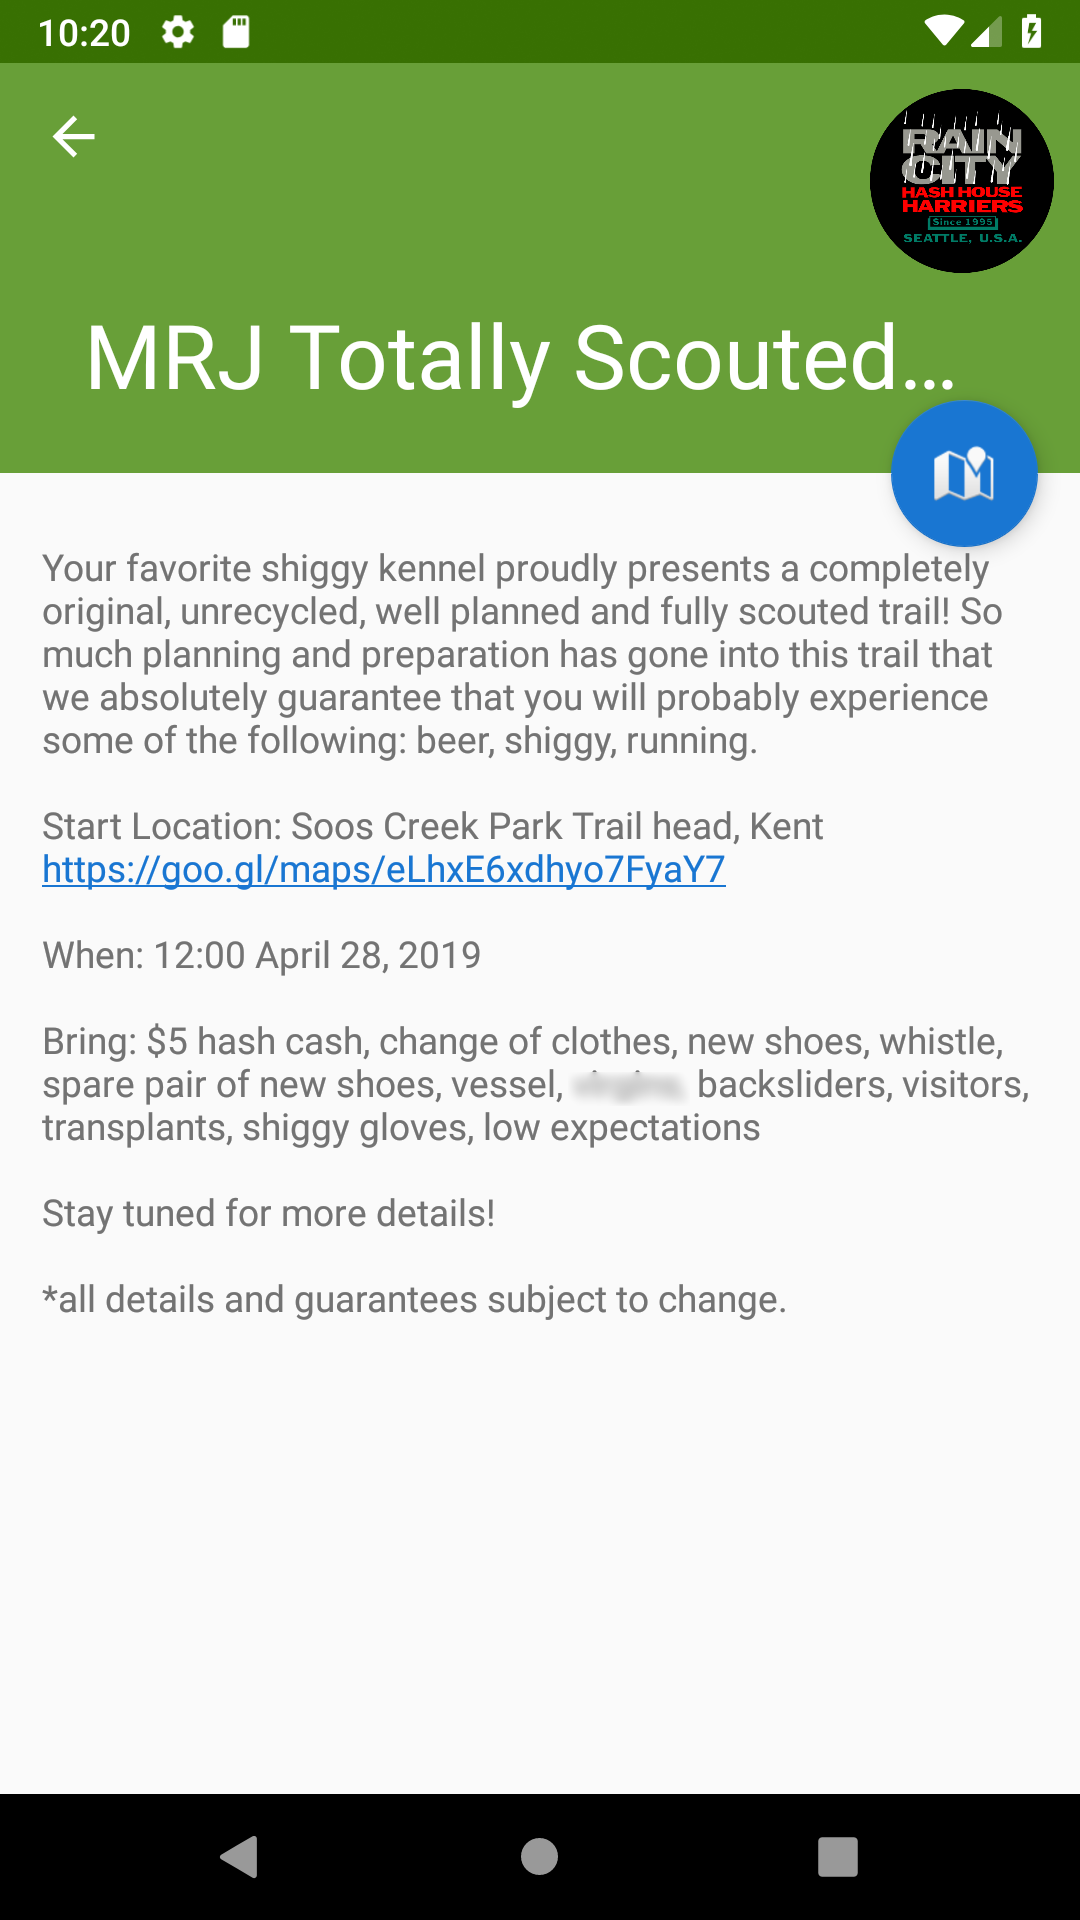 10:20
RAIN
CITY
HASH HOUSE
HARRIERS
Since 1995
SEATTLE, U.S.A.
MRJ Totally Scouted...
Your favorite shiggy kennel proudly presents a completely
original, unrecycled, well planned and fully scouted trail! So
much planning and preparation has gone into this trail that
we absolutely guarantee that you will probably experience
some of the following: beer, shiggy, running.
Start Location: Soos Creek Park Trail head, Kent
https://goo.gl/maps/eLhxE6xdhyo7FyaY7
When: 12:00 April 28, 2019
Bring: $5 hash cash, change of clothes, new shoes, whistle,
spare pair of new shoes, vessel, backsliders, visitors,
transplants, shiggy gloves, low expectations
Stay tuned for more details!
*all details and guarantees subject to change.